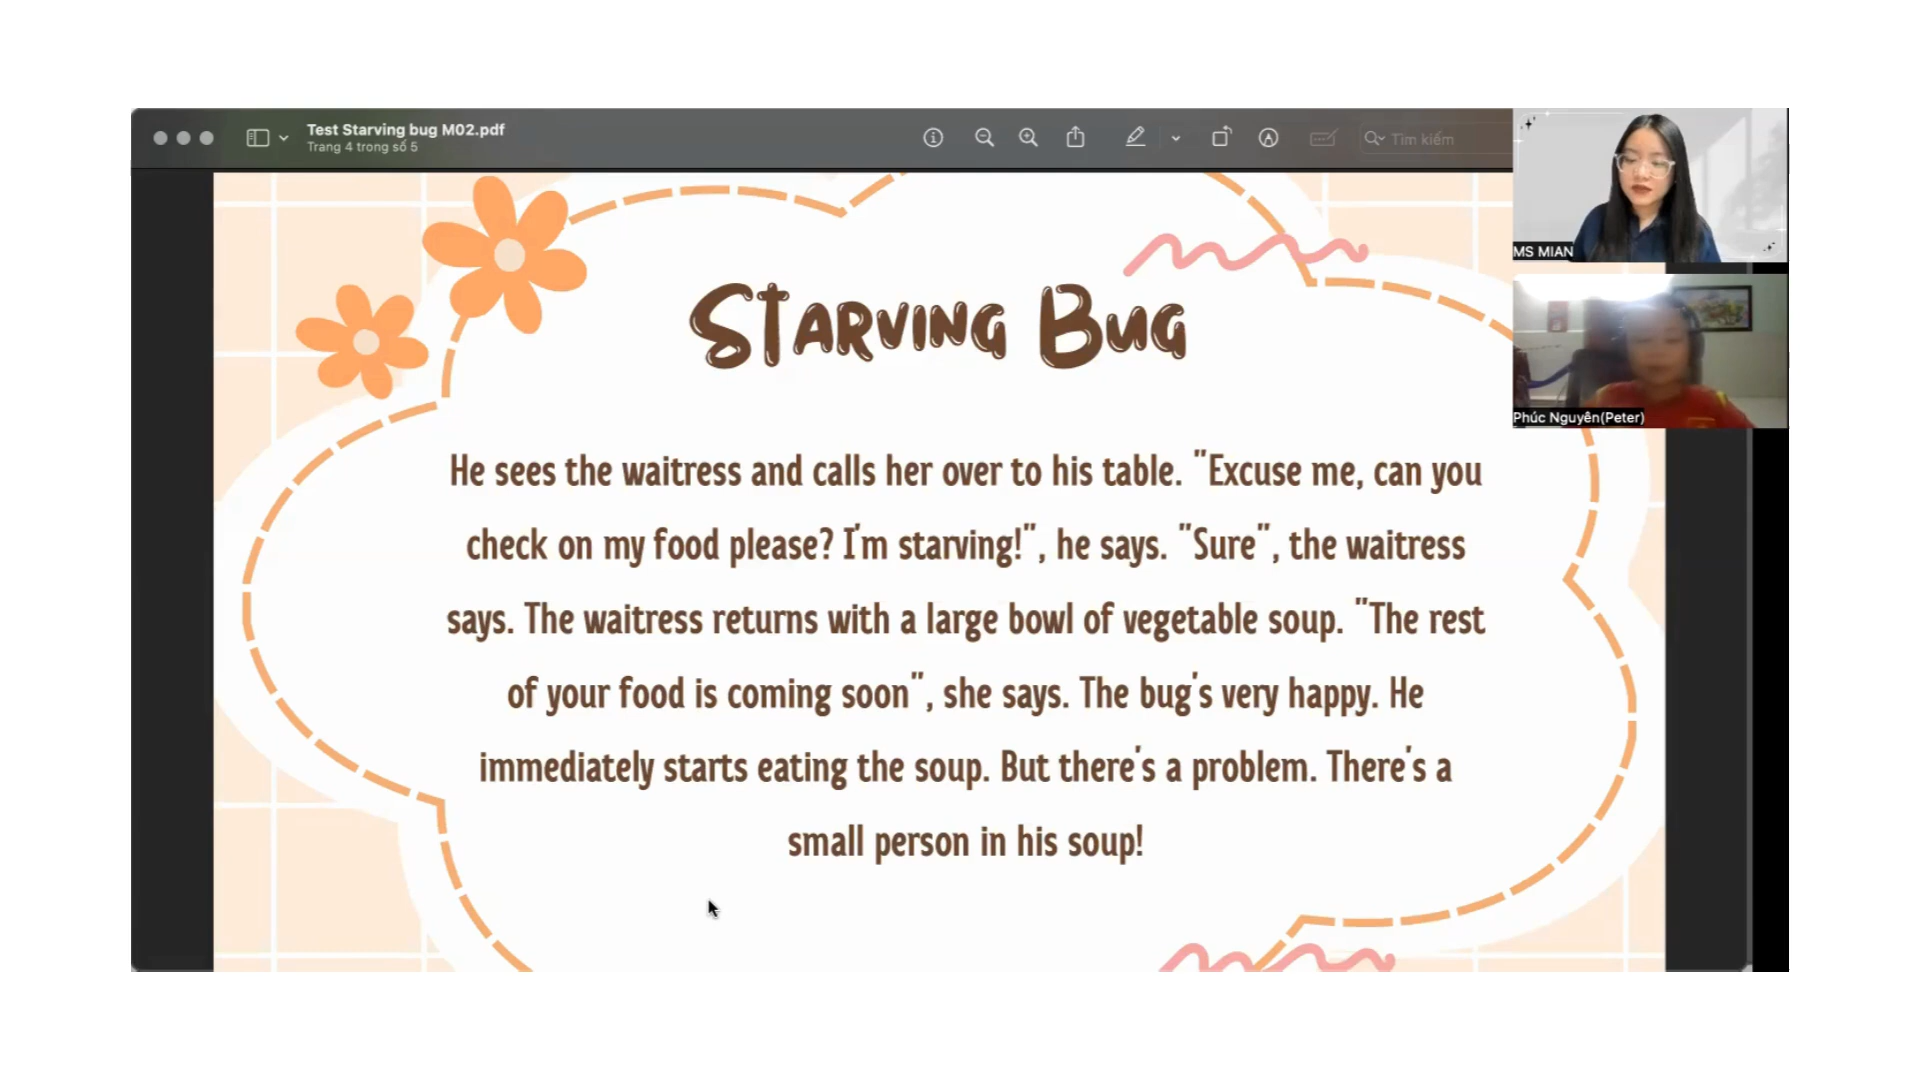 Test Starving bug M02.pdf
Trang 4 trong số 5
Tìm kiếm
MS MIAN
Phúc Nguyên(Peter)
STARVING BUG
He sees the waitress and calls her over to his table. "Excuse me, can you
check on my food please? I'm starving!", he says. "Sure", the waitress
says. The waitress returns with a large bowl of vegetable soup. "The rest
of your food is coming soon", she says. The bug's very happy. He
immediately starts eating the soup. But there's a problem. There's a
small person in his soup!